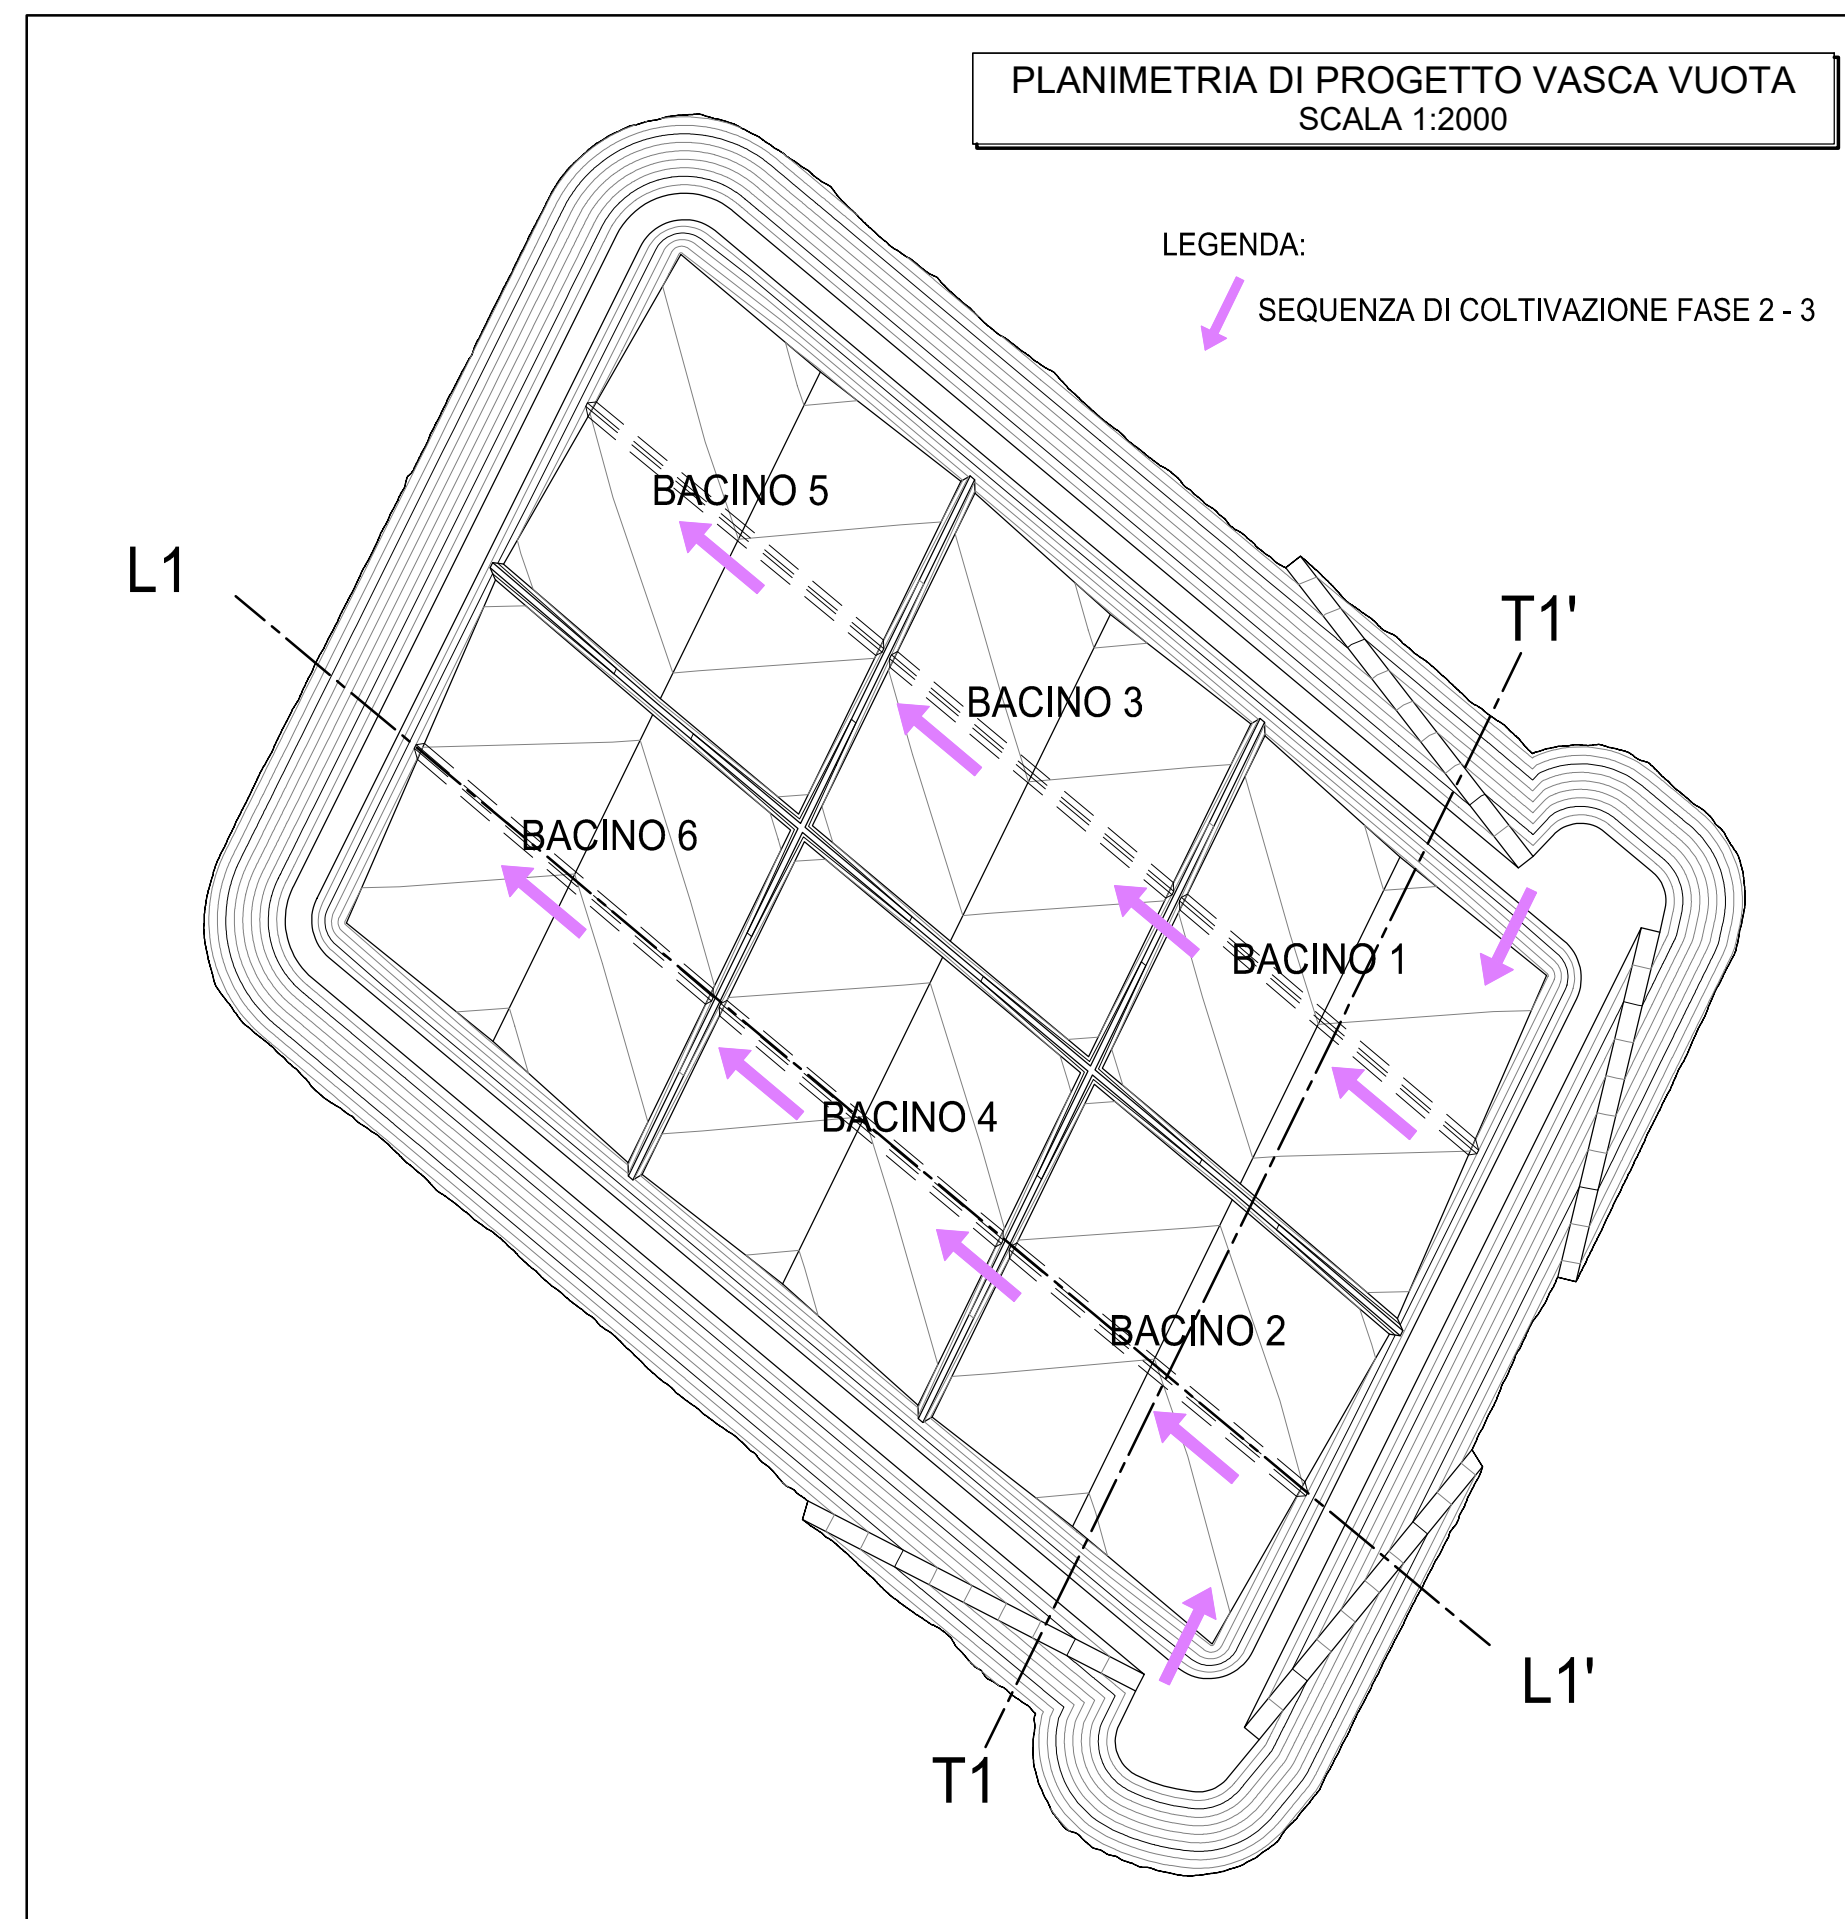 PLANIMETRIA DI PROGETTO VASCA VUOTA
SCALA 1:2000
LEGENDA:
SEQUENZA DI COLTIVAZIONE FASE 2 - 3
BACINO 5
L1
T1'
BACINO 3
BACINO 6
BACINO 1
BACINO 4
BACINO 2
L1'
T1